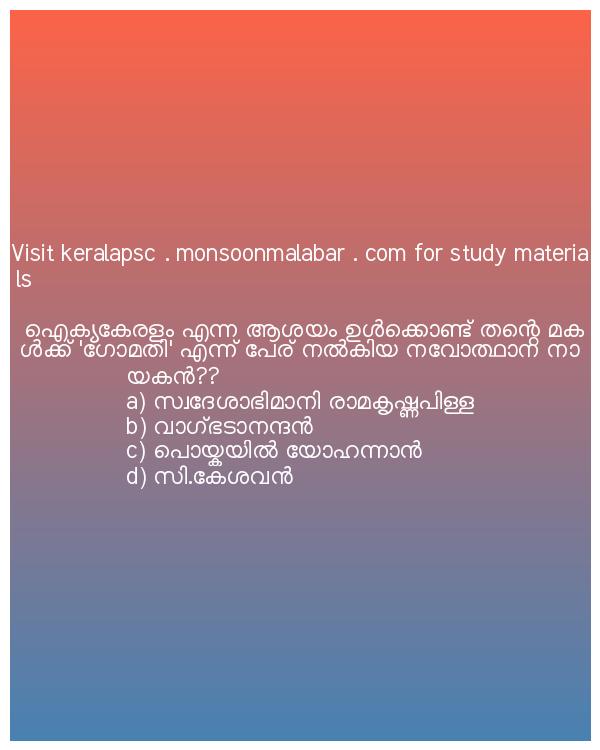 Visit keralapsc . monsoonmalabar . com for study materia
ls
ഐക്യകേരളം എന്ന ആശയം ഉൾക്കൊണ്ട് തന്റെ മക
ൾക്ക് 'ഗോമതി' എന്ന് പേര് നൽകിയ നവോത്ഥാന നാ
യകൻ??
a) സ്വദേശാഭിമാനി രാമകൃഷ്ണപിള്ള
b) വാഗ്ഭടാനന്ദൻ
c) പൊയ്കയിൽ യോഹന്നാൻ
d) സി.കേശവൻ